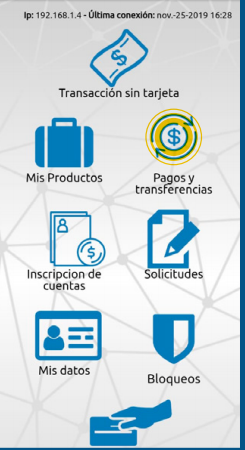 Ip: 192.168.1.4 - Última conexión: nov.-25-2019 16:28
Transacción sin tarjeta
Mis Productos
Pagos y
transferencias
Inscripcion de
cuentas
Solicitudes
Mis datos
Bloqueos